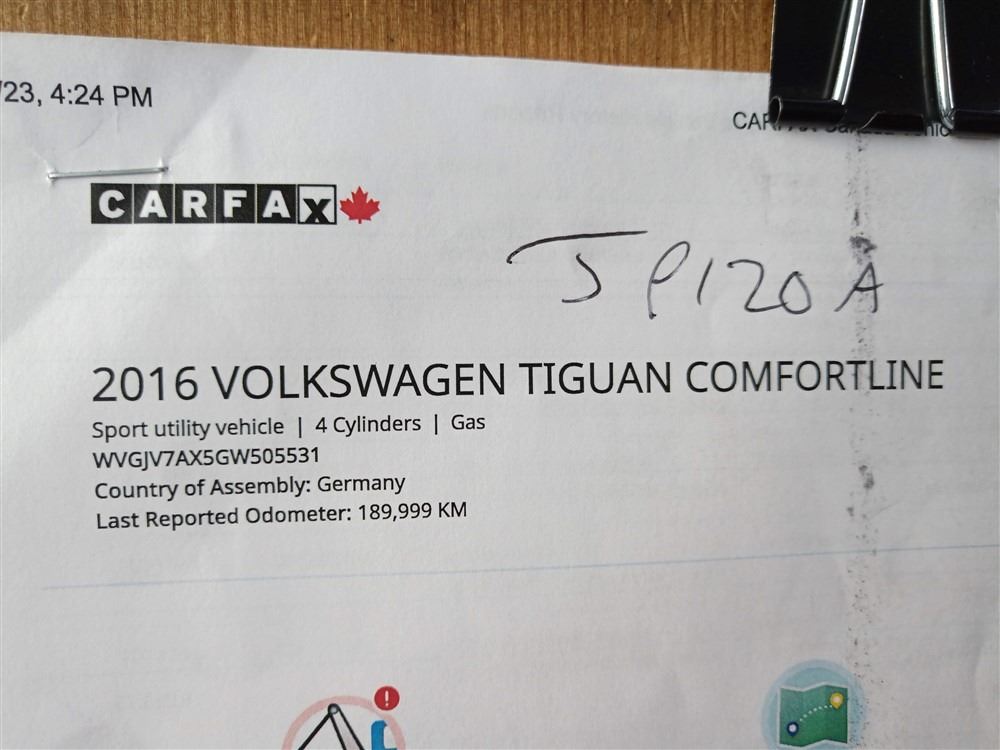 /23, 4:24 PM
CARFAX
JP120A
2016 VOLKSWAGEN TIGUAN COMFORTLINE
Sport utility vehicle | 4 Cylinders | Gas
WVGJV7AX5GW505531
Country of Assembly: Germany
Last Reported Odometer: 189,999 KM
!